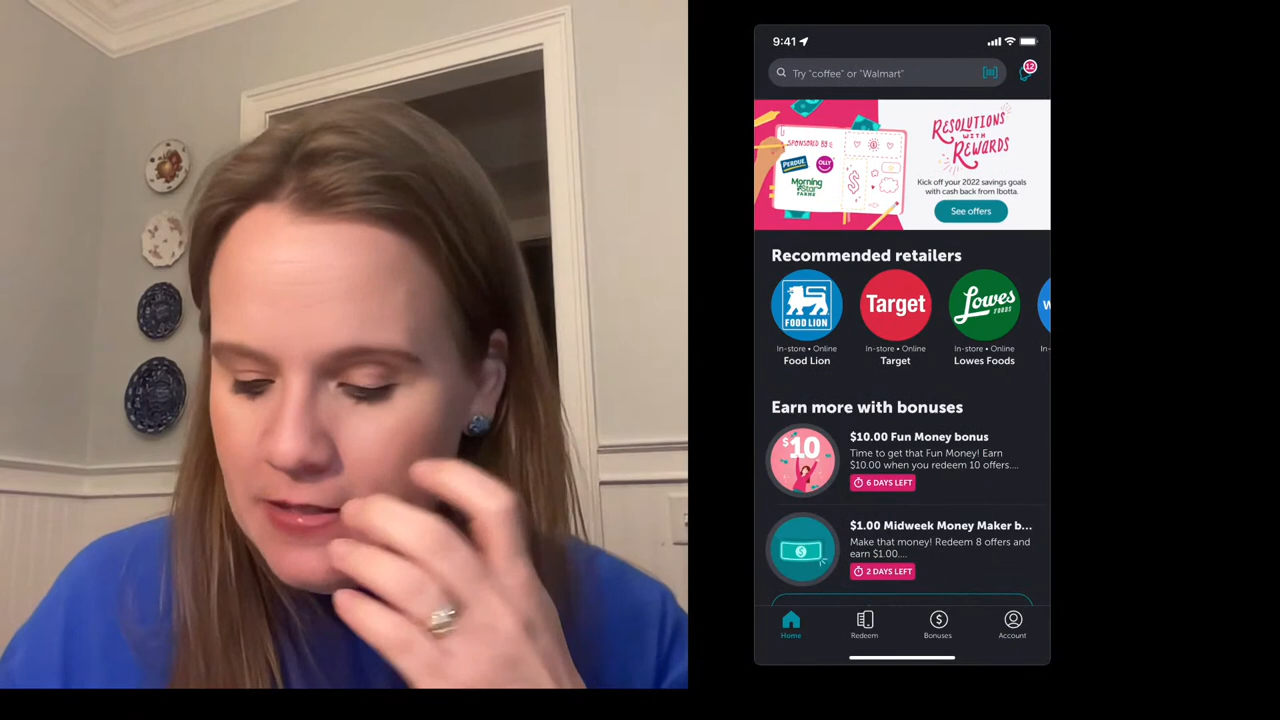 9:41
Try "coffee" or "Walmart"
12
RESOLUTIONS
WITH
REWARDS
SPONSORED BY
PERDUE
OLLY
Morning
Star
FARMS
Kick off your 2022 savings goals
with cash back from Ibotta.
See offers
Recommended retailers
FOOD LION
Target
Lowes
FOODS
W
In-store • Online
In-store • Online
In-store • Online
In-
Food Lion
Target
Lowes Foods
Earn more with bonuses
$10
$10.00 Fun Money bonus
Time to get that Fun Money! Earn
$10.00 when you redeem 10 offers....
6 DAYS LEFT
$1.00 Midweek Money Maker b...
Make that money! Redeem 8 offers and
earn $1.00....
2 DAYS LEFT
Home
Redeem
Bonuses
Account